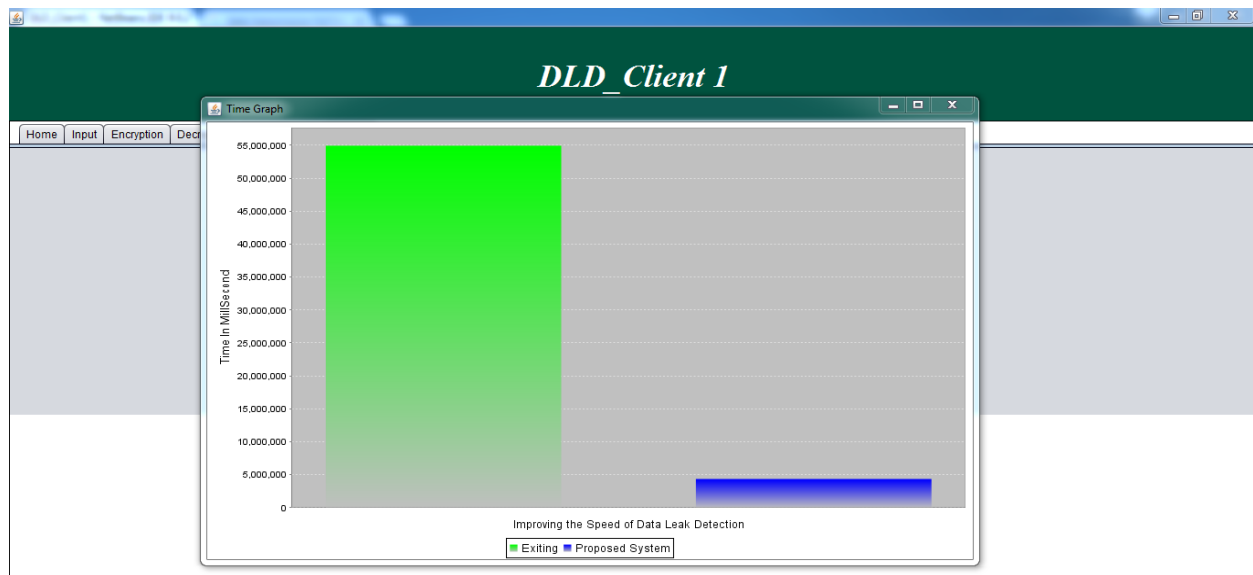 DLD_Client 1
Time Graph
Home Input Encryption Decr
55,000,000
50,000,000
45,000,000
40,000,000
35,000,000
30,000,000
25,000,000
20,000,000
15,000,000
10,000,000
5,000,000
0
Time In MillSecond
Improving the Speed of Data Leak Detection
Exiting Proposed System